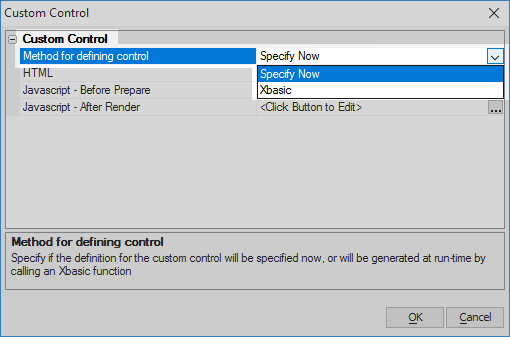 Custom Control
Custom Control
Method for defining control Specify Now
HTML Specify Now
Javascript - Before Prepare Xbasic
Javascript - After Render <Click Button to Edit> ...
Method for defining control
Specify if the definition for the custom control will be specified now, or will be generated at run-time by
calling an Xbasic function
OK Cancel